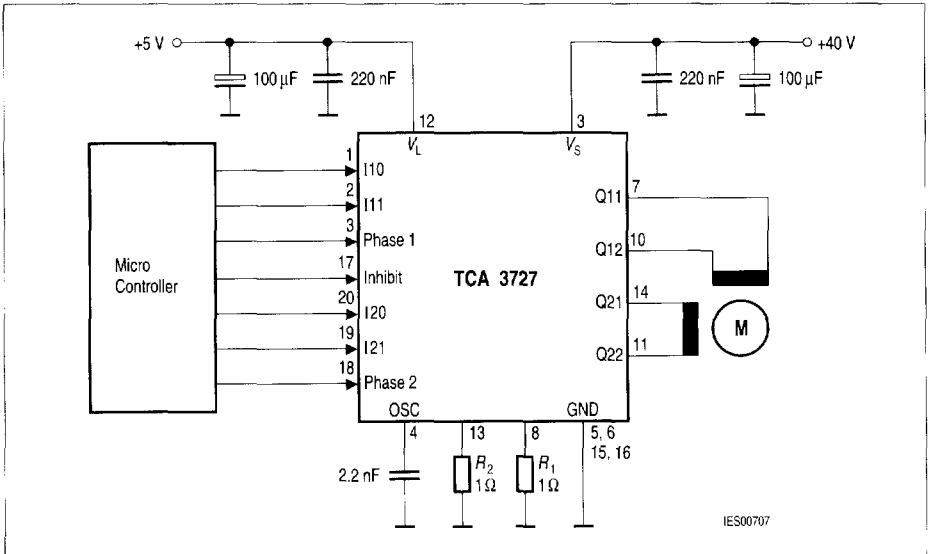 +5 V
+40 V
100 µF
220 nF
220 nF
100 µF
12
3
V_L
V_S
1
I10
2
I11
3
Phase 1
17
Inhibit
20
I20
19
I21
18
Phase 2
Micro
Controller
TCA 3727
Q11
7
Q12
10
Q21
14
Q22
11
M
OSC
GND
4
13
8
5, 6
15, 16
2.2 nF
R_2
1 Ω
R_1
1 Ω
IES00707